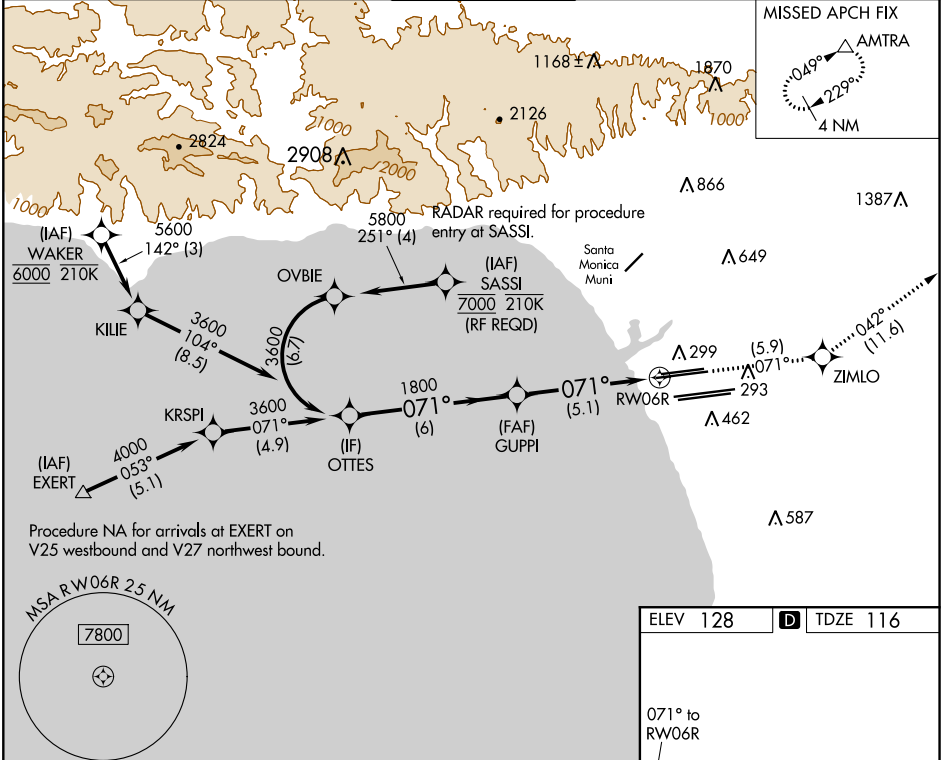 MISSED APCH FIX
AMTRA
049°
229°
4 NM
1168 ±
1870
1000
2126
1000
2824
2908
2000
1000
866
1387
(IAF)
WAKER
6000 210K
5600
142° (3)
5800
251° (4)
RADAR required for procedure
entry at SASSI.
Santa
Monica
Muni
649
OVBIE
(IAF)
SASSI
7000 210K
(RF REQD)
KILIE
3600
104°
(8.5)
3600
(6.7)
042°
(11.6)
299
(5.9)
071°
ZIMLO
RW06R
293
462
1800
071°
(6)
071°
(5.1)
KRSPI
3600
071°
(4.9)
(IF)
OTTES
(FAF)
GUPPI
(IAF)
EXERT
4000
053°
(5.1)
587
Procedure NA for arrivals at EXERT on
V25 westbound and V27 northwest bound.
MSA RW06R 25 NM
7800
ELEV 128 D TDZE 116
071° to
RW06R